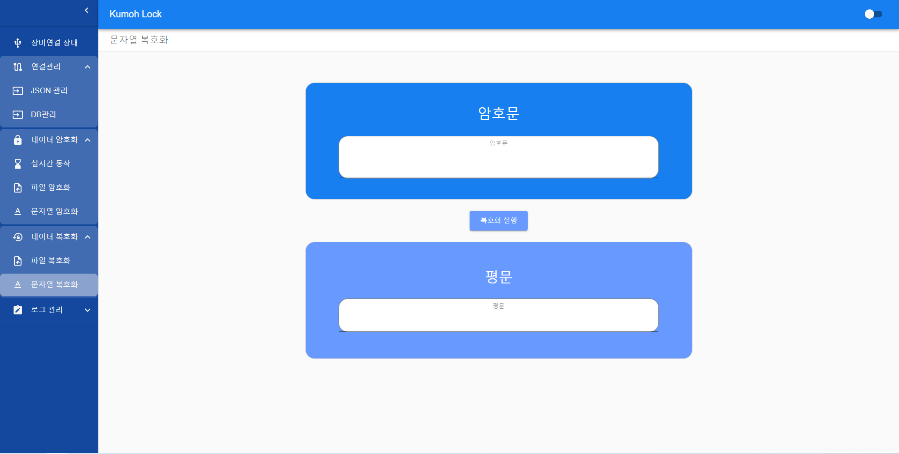 Kumoh Lock
문자열 복호화
장비연결 상태
연결관리
JSON 관리
DB관리
데이터 암호화
실시간 동작
파일 암호화
문자열 암호화
데이터 복호화
파일 복호화
문자열 복호화
로그 관리
암호문
암호문
복호화 실행
평문
평문